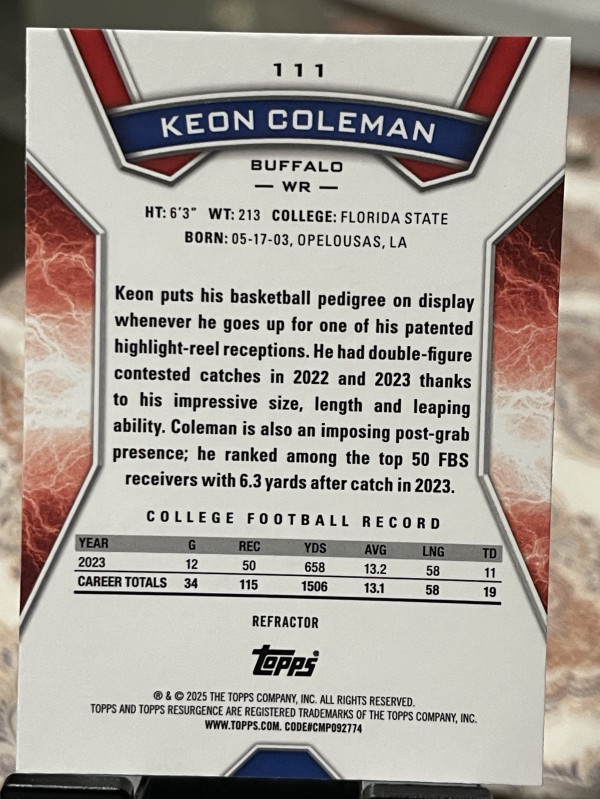 111
KEON COLEMAN
BUFFALO
— WR —
HT: 6'3" WT: 213 COLLEGE: FLORIDA STATE
BORN: 05-17-03, OPELOUSAS, LA
Keon puts his basketball pedigree on display
whenever he goes up for one of his patented
highlight-reel receptions. He had double-figure
contested catches in 2022 and 2023 thanks
to his impressive size, length and leaping
ability. Coleman is also an imposing post-grab
presence; he ranked among the top 50 FBS
receivers with 6.3 yards after catch in 2023.
COLLEGE FOOTBALL RECORD
YEAR G REC YDS AVG LNG TD
2023 12 50 658 13.2 58 11
CAREER TOTALS 34 115 1506 13.1 58 19
REFRACTOR
Topps
® & © 2025 THE TOPPS COMPANY, INC. ALL RIGHTS RESERVED.
TOPPS AND TOPPS RESURGENCE ARE REGISTERED TRADEMARKS OF THE TOPPS COMPANY, INC.
WWW.TOPPS.COM. CODE#CMP092774